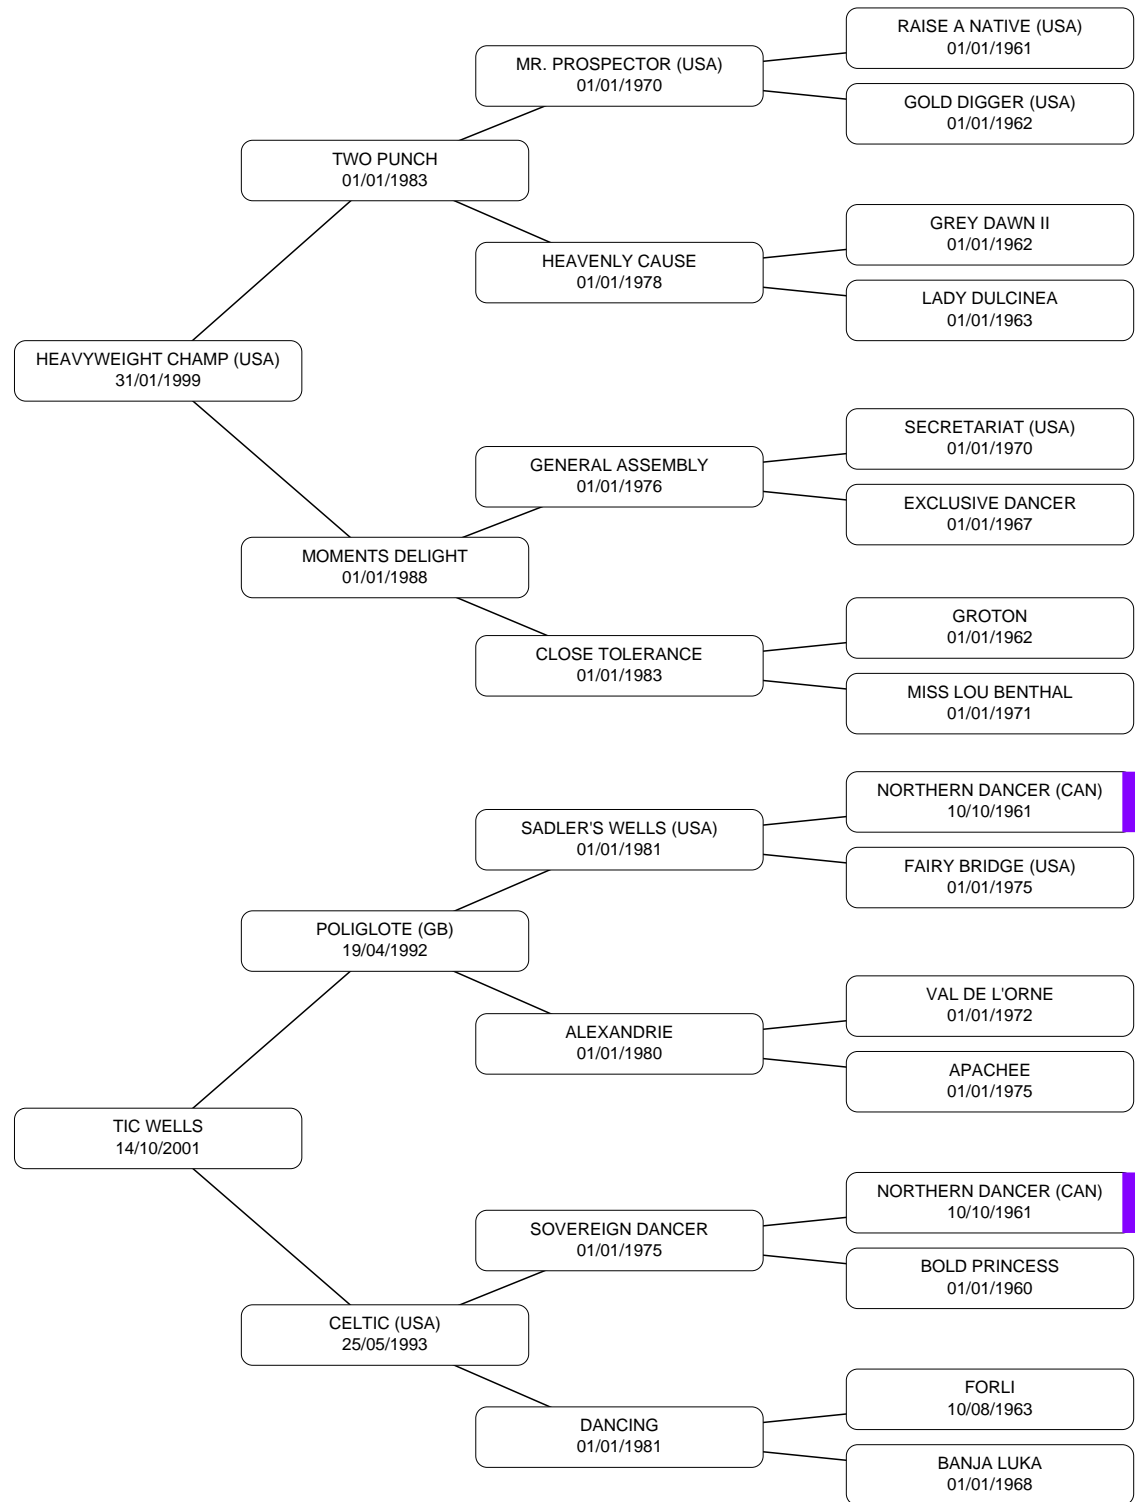 RAISE A NATIVE (USA)
01/01/1961
MR. PROSPECTOR (USA)
01/01/1970
GOLD DIGGER (USA)
01/01/1962
TWO PUNCH
01/01/1983
GREY DAWN II
01/01/1962
HEAVENLY CAUSE
01/01/1978
LADY DULCINEA
01/01/1963
HEAVYWEIGHT CHAMP (USA)
31/01/1999
SECRETARIAT (USA)
01/01/1970
GENERAL ASSEMBLY
01/01/1976
EXCLUSIVE DANCER
01/01/1967
MOMENTS DELIGHT
01/01/1988
GROTON
01/01/1962
CLOSE TOLERANCE
01/01/1983
MISS LOU BENTHAL
01/01/1971
NORTHERN DANCER (CAN)
10/10/1961
SADLER'S WELLS (USA)
01/01/1981
FAIRY BRIDGE (USA)
01/01/1975
POLIGLOTE (GB)
19/04/1992
VAL DE L'ORNE
01/01/1972
ALEXANDRIE
01/01/1980
APACHEE
01/01/1975
TIC WELLS
14/10/2001
NORTHERN DANCER (CAN)
10/10/1961
SOVEREIGN DANCER
01/01/1975
BOLD PRINCESS
01/01/1960
CELTIC (USA)
25/05/1993
FORLI
10/08/1963
DANCING
01/01/1981
BANJA LUKA
01/01/1968